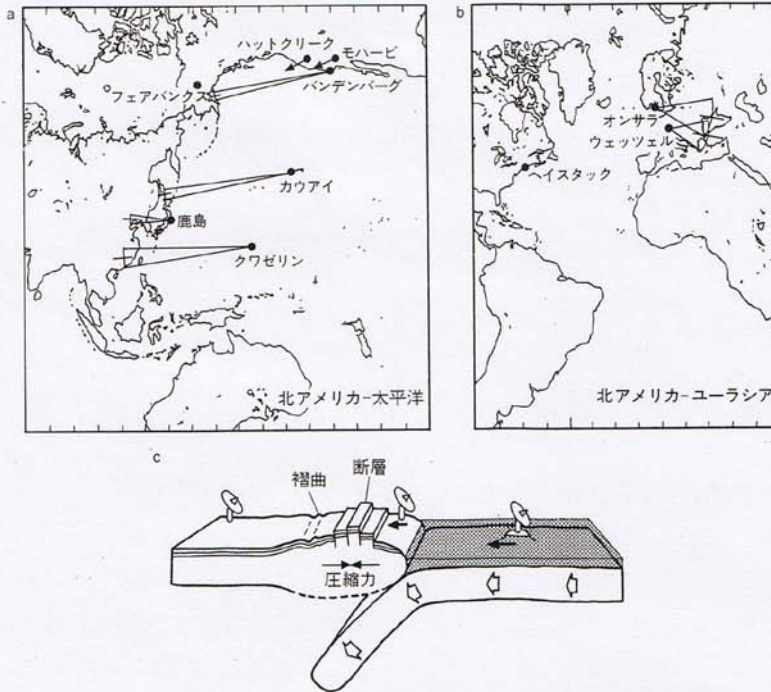 a
ハットクリーク
モハービ
フェアバンクス
バンデンバーグ
カウアイ
鹿島
クワゼリン
北アメリカ-太平洋
b
オンサラ
ウェッツェル
ヘイスタック
北アメリカ-ユーラシア
c
断層
褶曲
圧縮力